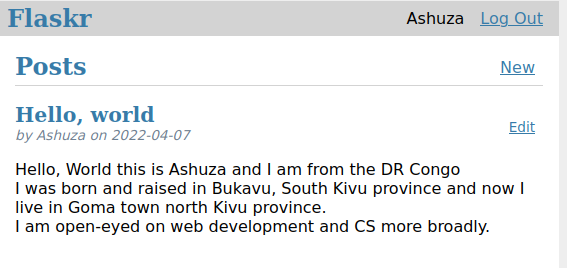 Flaskr
Ashuza Log Out
Posts
New
Hello, world
by Ashuza on 2022-04-07
Edit
Hello, World this is Ashuza and I am from the DR Congo
I was born and raised in Bukavu, South Kivu province and now I
live in Goma town north Kivu province.
I am open-eyed on web development and CS more broadly.